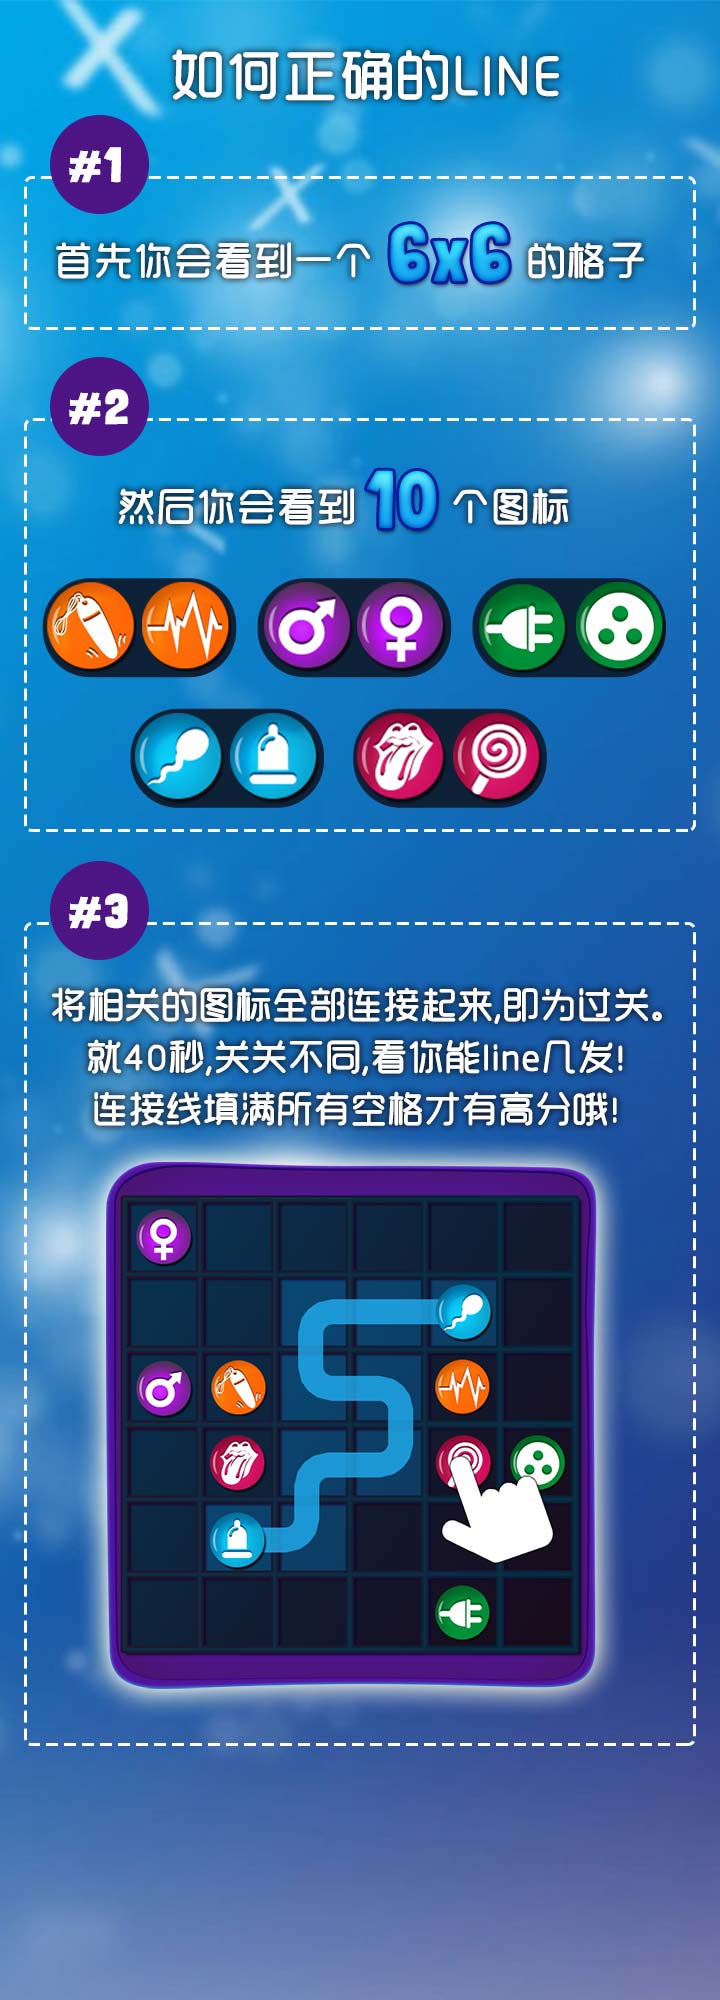 如何正确的LINE
#1
首先你会看到一个 6x6 的格子
#2
然后你会看到 10 个图标
#3
将相关的图标全部连接起来,即为过关。
就40秒,关关不同,看你能line几发!
连接线填满所有空格才有高分哦!